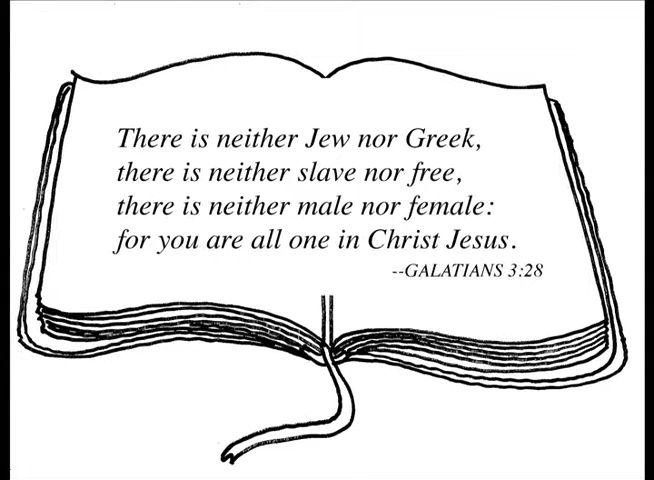 There is neither Jew nor Greek,
there is neither slave nor free,
there is neither male nor female:
for you are all one in Christ Jesus.
--GALATIANS 3:28